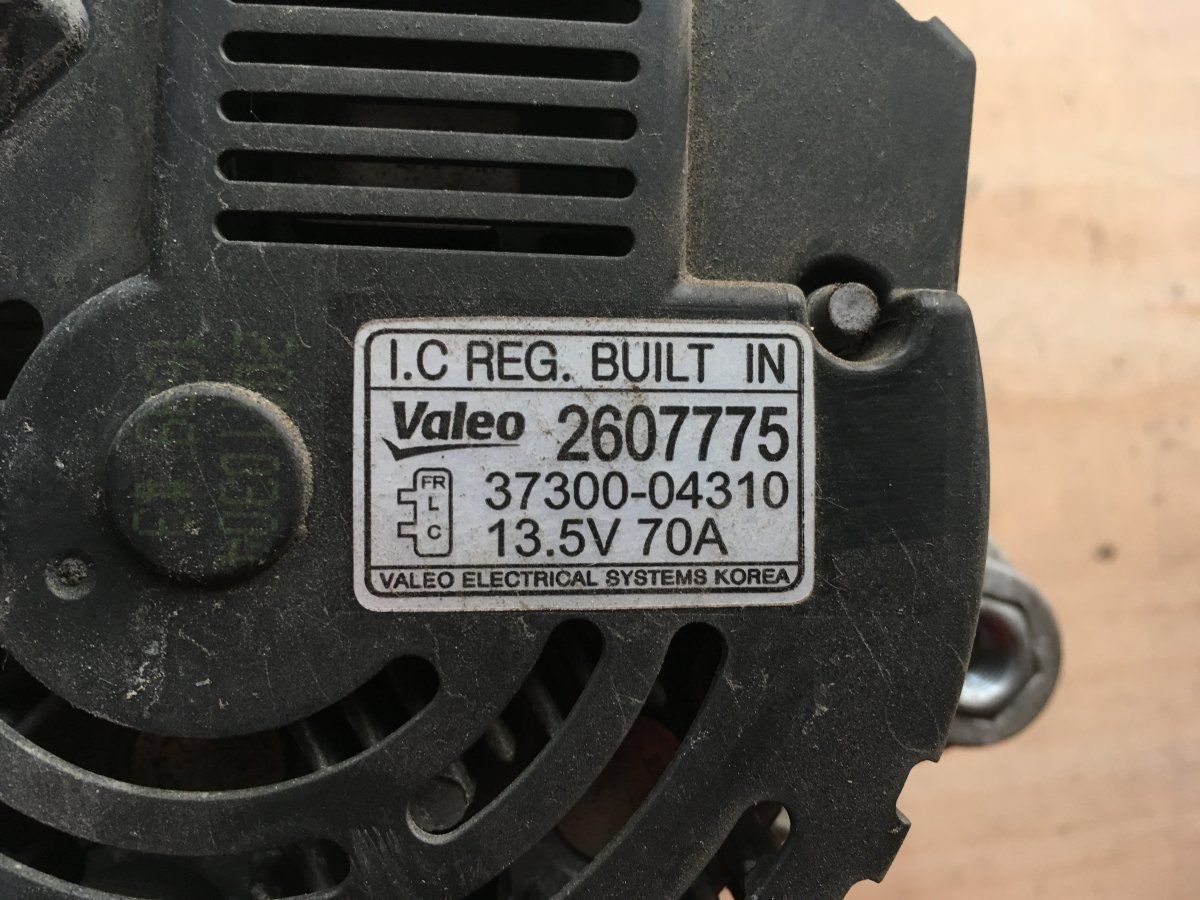 I.C REG. BUILT IN
Valeo 2607775
FR
L
C
37300-04310
13.5V 70A
VALEO ELECTRICAL SYSTEMS KOREA